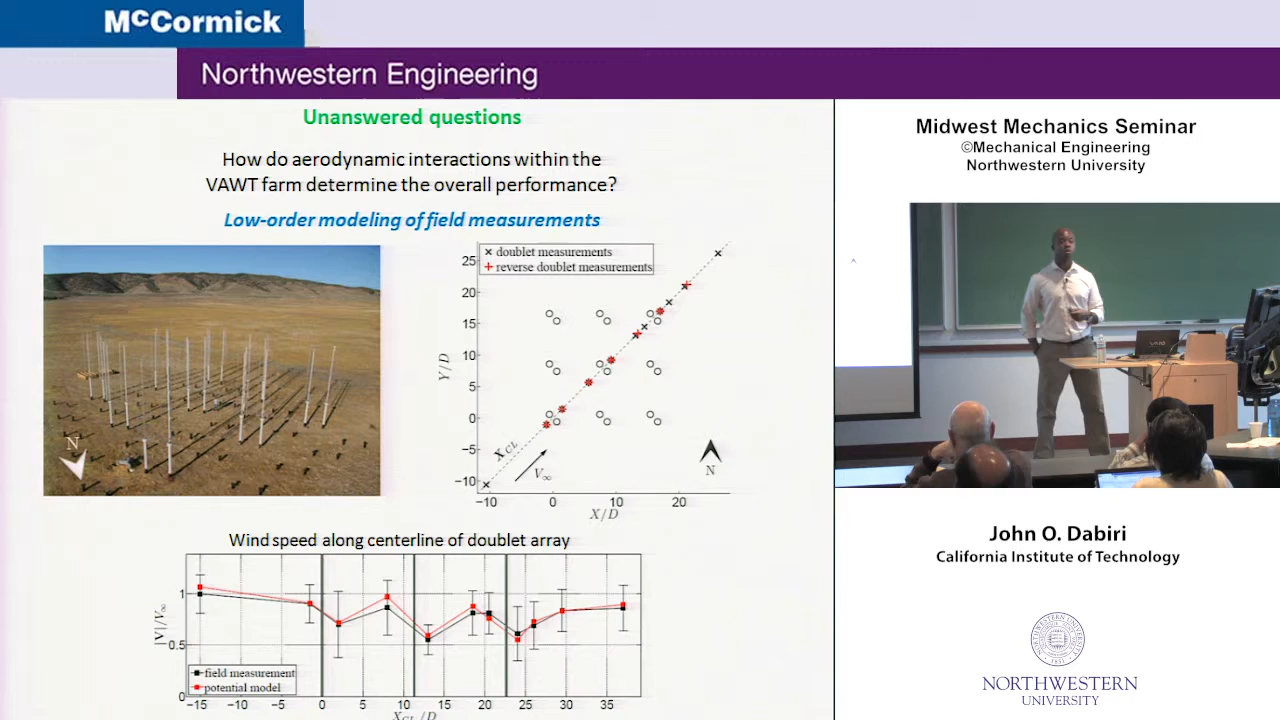 McCormick
Northwestern Engineering
Unanswered questions
How do aerodynamic interactions within the
VAWT farm determine the overall performance?
Low-order modeling of field measurements
N
× doublet measurements
+ reverse doublet measurements
25
20
15
10
5
0
−5
−10
Y/D
X_CL
V∞
N
−10 0 10 20
X/D
Wind speed along centerline of doublet array
1
0.5
0
|V|/V∞
field measurement
potential model
−15 −10 −5 0 5 10 15 20 25 30 35
X_CL/D
Midwest Mechanics Seminar
©Mechanical Engineering
Northwestern University
VAIO
John O. Dabiri
California Institute of Technology
1851
NORTHWESTERN
UNIVERSITY